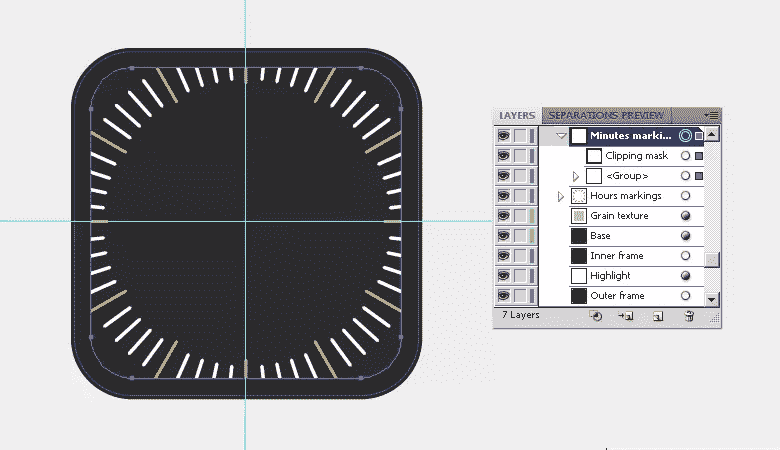 LAYERS SEPARATIONS PREVIEW
Minutes marki...
Clipping mask
<Group>
Hours markings
Grain texture
Base
Inner frame
Highlight
Outer frame
7 Layers